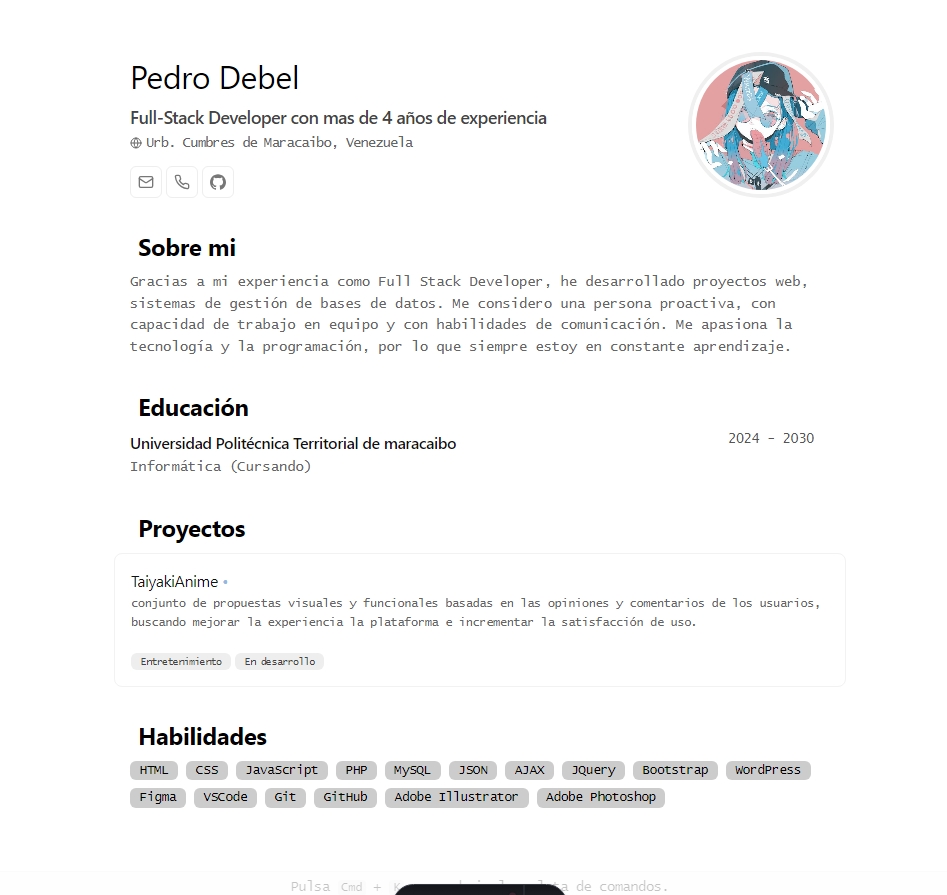 Pedro Debel
Full-Stack Developer con mas de 4 años de experiencia
Urb. Cumbres de Maracaibo, Venezuela
Sobre mi
Gracias a mi experiencia como Full Stack Developer, he desarrollado proyectos web,
sistemas de gestión de bases de datos. Me considero una persona proactiva, con
capacidad de trabajo en equipo y con habilidades de comunicación. Me apasiona la
tecnología y la programación, por lo que siempre estoy en constante aprendizaje.
Educación
Universidad Politécnica Territorial de maracaibo 2024 - 2030
Informática (Cursando)
Proyectos
TaiyakiAnime
conjunto de propuestas visuales y funcionales basadas en las opiniones y comentarios de los usuarios,
buscando mejorar la experiencia la plataforma e incrementar la satisfacción de uso.
Entretenimiento En desarrollo
Habilidades
HTML CSS JavaScript PHP MySQL JSON AJAX JQuery Bootstrap WordPress
Figma VSCode Git GitHub Adobe Illustrator Adobe Photoshop
Pulsa Cmd + K de comandos.